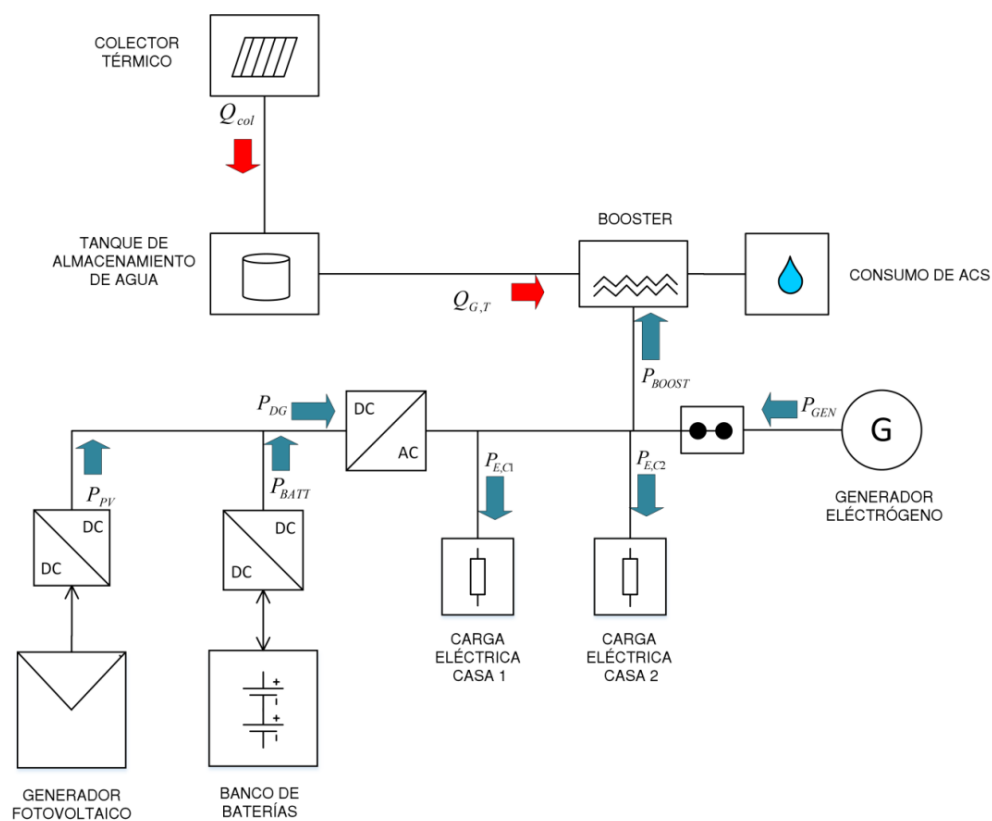 COLECTOR
TÉRMICO
Q_col
TANQUE DE
ALMACENAMIENTO
DE AGUA
BOOSTER
CONSUMO DE ACS
Q_G,T
P_BOOST
P_DG
DC
AC
P_GEN
G
GENERADOR
ELÉCTRÓGENO
P_PV
P_BATT
P_E,C1
P_E,C2
DC
DC
DC
DC
CARGA
ELÉCTRICA
CASA 1
CARGA
ELÉCTRICA
CASA 2
+
+
GENERADOR
FOTOVOLTAICO
BANCO DE
BATERÍAS